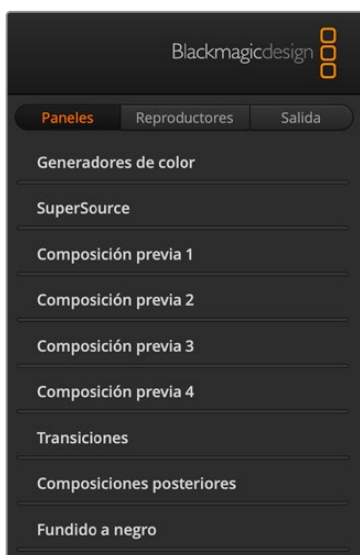 Blackmagicdesign
Paneles Reproductores Salida
Generadores de color
SuperSource
Composición previa 1
Composición previa 2
Composición previa 3
Composición previa 4
Transiciones
Composiciones posteriores
Fundido a negro